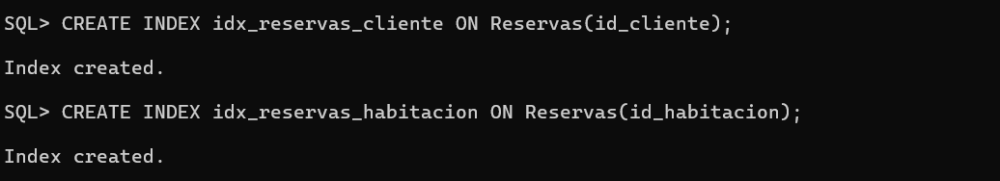 SQL> CREATE INDEX idx_reservas_cliente ON Reservas(id_cliente);
Index created.
SQL> CREATE INDEX idx_reservas_habitacion ON Reservas(id_habitacion);
Index created.